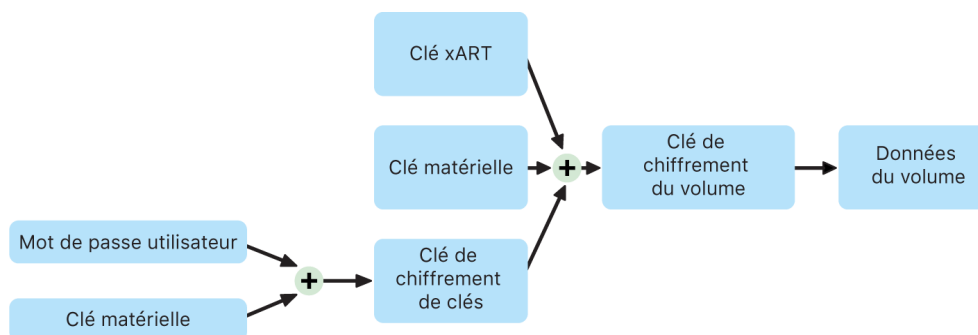 Clé xART
Clé matérielle
Clé de
chiffrement
du volume
Données
du volume
Mot de passe utilisateur
Clé matérielle
Clé de
chiffrement
de clés